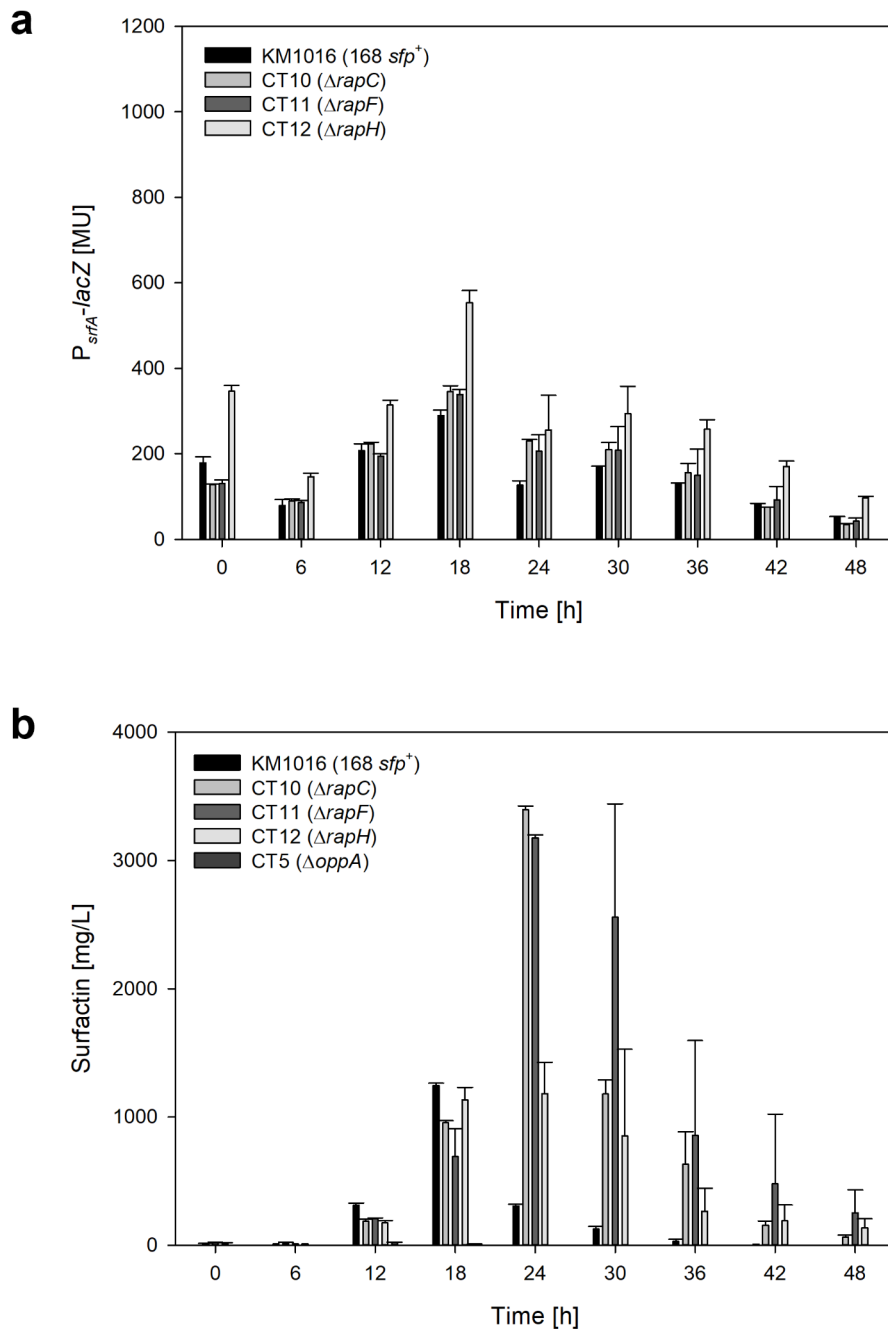 a
1200
1000
800
600
400
200
0
P_srfA-lacZ [MU]
KM1016 (168 sfp⁺)
CT10 (ΔrapC)
CT11 (ΔrapF)
CT12 (ΔrapH)
0 6 12 18 24 30 36 42 48
Time [h]
b
4000
3000
2000
1000
0
Surfactin [mg/L]
KM1016 (168 sfp⁺)
CT10 (ΔrapC)
CT11 (ΔrapF)
CT12 (ΔrapH)
CT5 (ΔoppA)
0 6 12 18 24 30 36 42 48
Time [h]